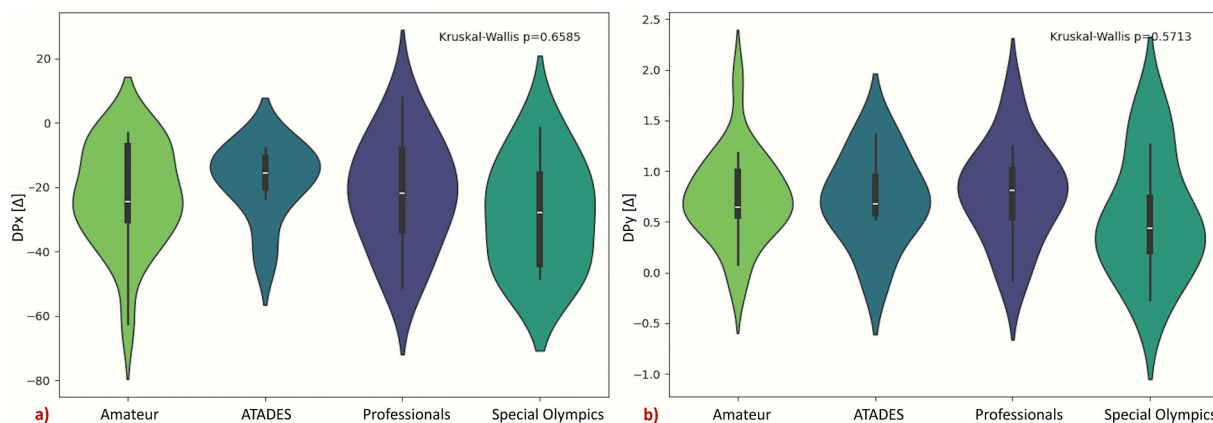 Kruskal-Wallis p=0.6585
20
0
−20
−40
−60
−80
DPx [Δ]
a)
Amateur
ATADES
Professionals
Special Olympics
Kruskal-Wallis p=0.5713
2.5
2.0
1.5
1.0
0.5
0.0
−0.5
−1.0
DPy [Δ]
b)
Amateur
ATADES
Professionals
Special Olympics